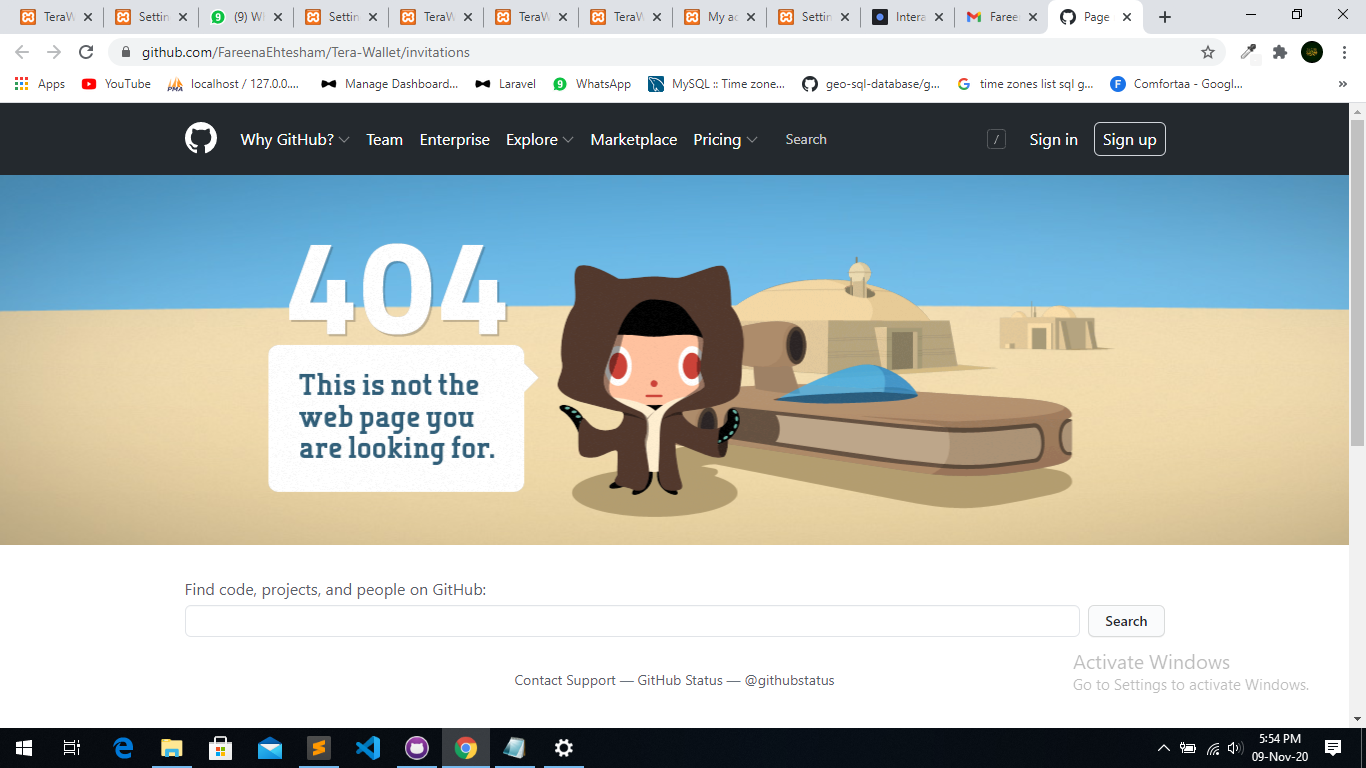 TeraW
Settin
(9) W
Settin
TeraW
TeraW
TeraW
My ac
Settin
Intera
Faree
Page
github.com/FareenaEhtesham/Tera-Wallet/invitations
Apps
YouTube
localhost / 127.0.0....
Manage Dashboard...
Laravel
WhatsApp
MySQL :: Time zone...
geo-sql-database/g...
time zones list sql g...
Comfortaa - Googl...
»
Why GitHub? Team Enterprise Explore Marketplace Pricing Search / Sign in Sign up
404
This is not the
web page you
are looking for.
Find code, projects, and people on GitHub:
Search
Activate Windows
Go to Settings to activate Windows.
Contact Support — GitHub Status — @githubstatus
5:54 PM
09-Nov-20